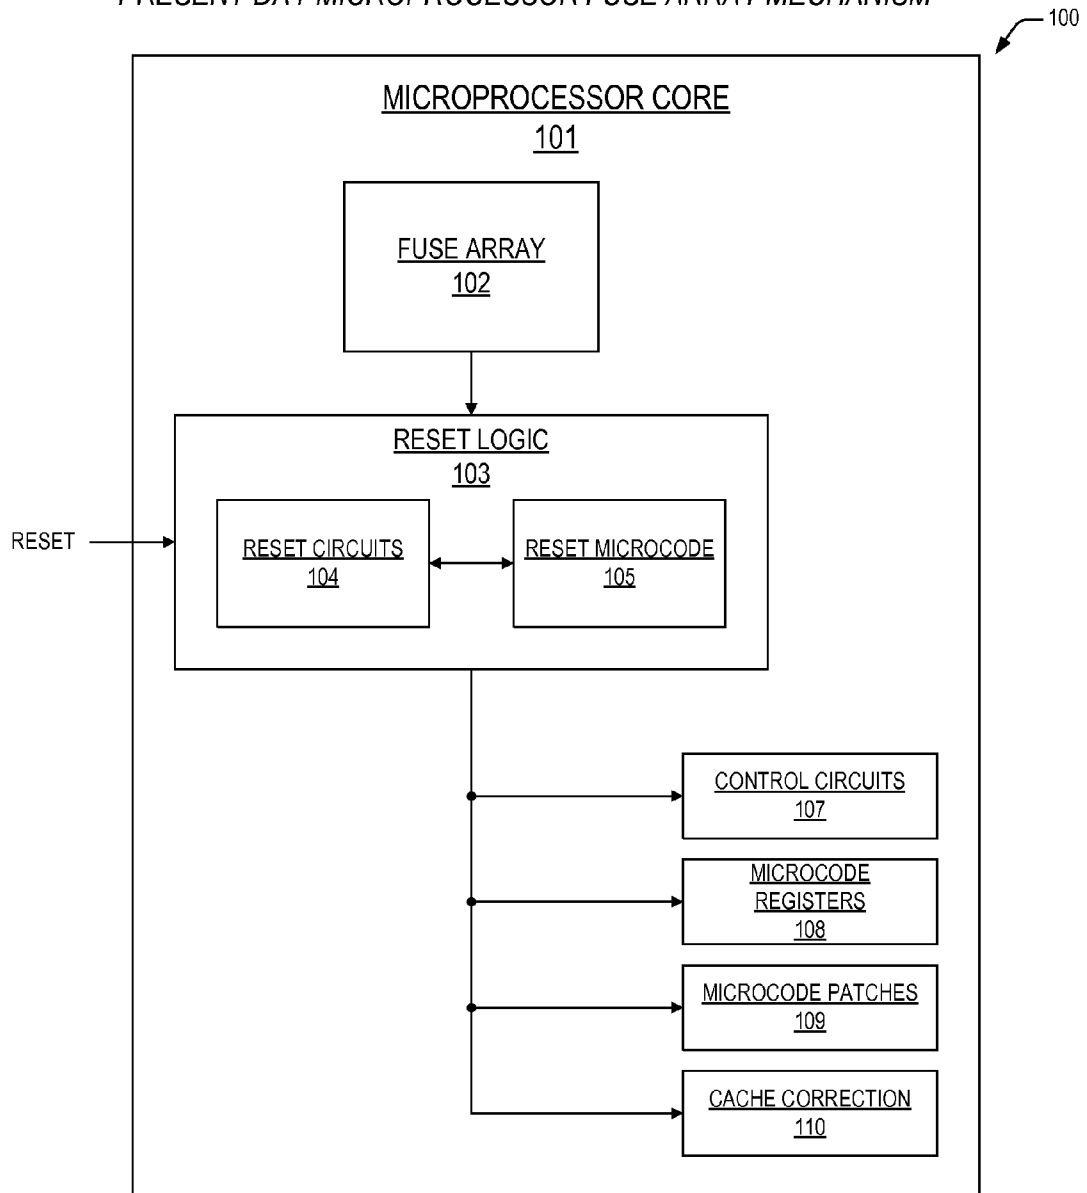 PRESENT DAY MICROPROCESSOR FUSE ARRAY MECHANISM
100
MICROPROCESSOR CORE
101
FUSE ARRAY
102
RESET LOGIC
103
RESET
RESET CIRCUITS
104
RESET MICROCODE
105
CONTROL CIRCUITS
107
MICROCODE
REGISTERS
108
MICROCODE PATCHES
109
CACHE CORRECTION
110